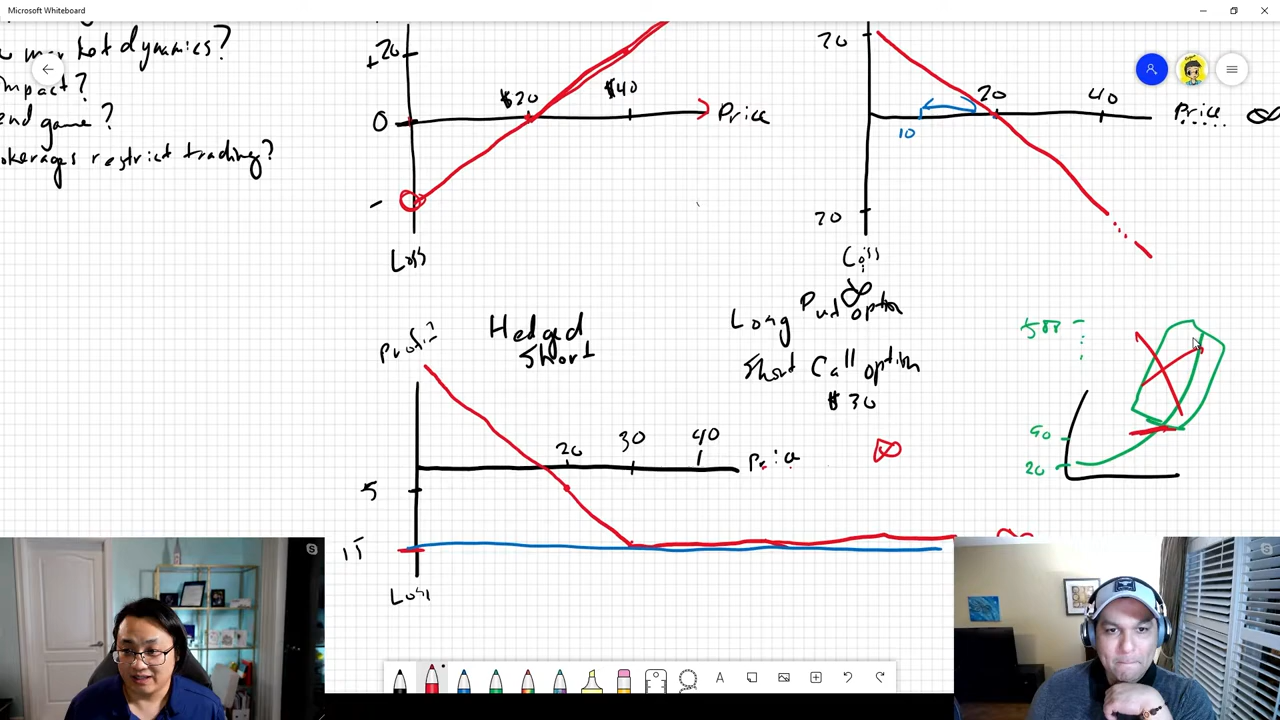 Microsoft Whiteboard
market dynamics?
impact?
end game?
okerages restrict trading?
+20
$20
$40
0
Price
-
Loss
20
20
40
Price
∞
10
20
Loss
∞
Long Put option
Short Call option
$30
Profit
Hedged
Short
20
30
40
Price
5
15
Loss
∞
500
90
20
∞
A